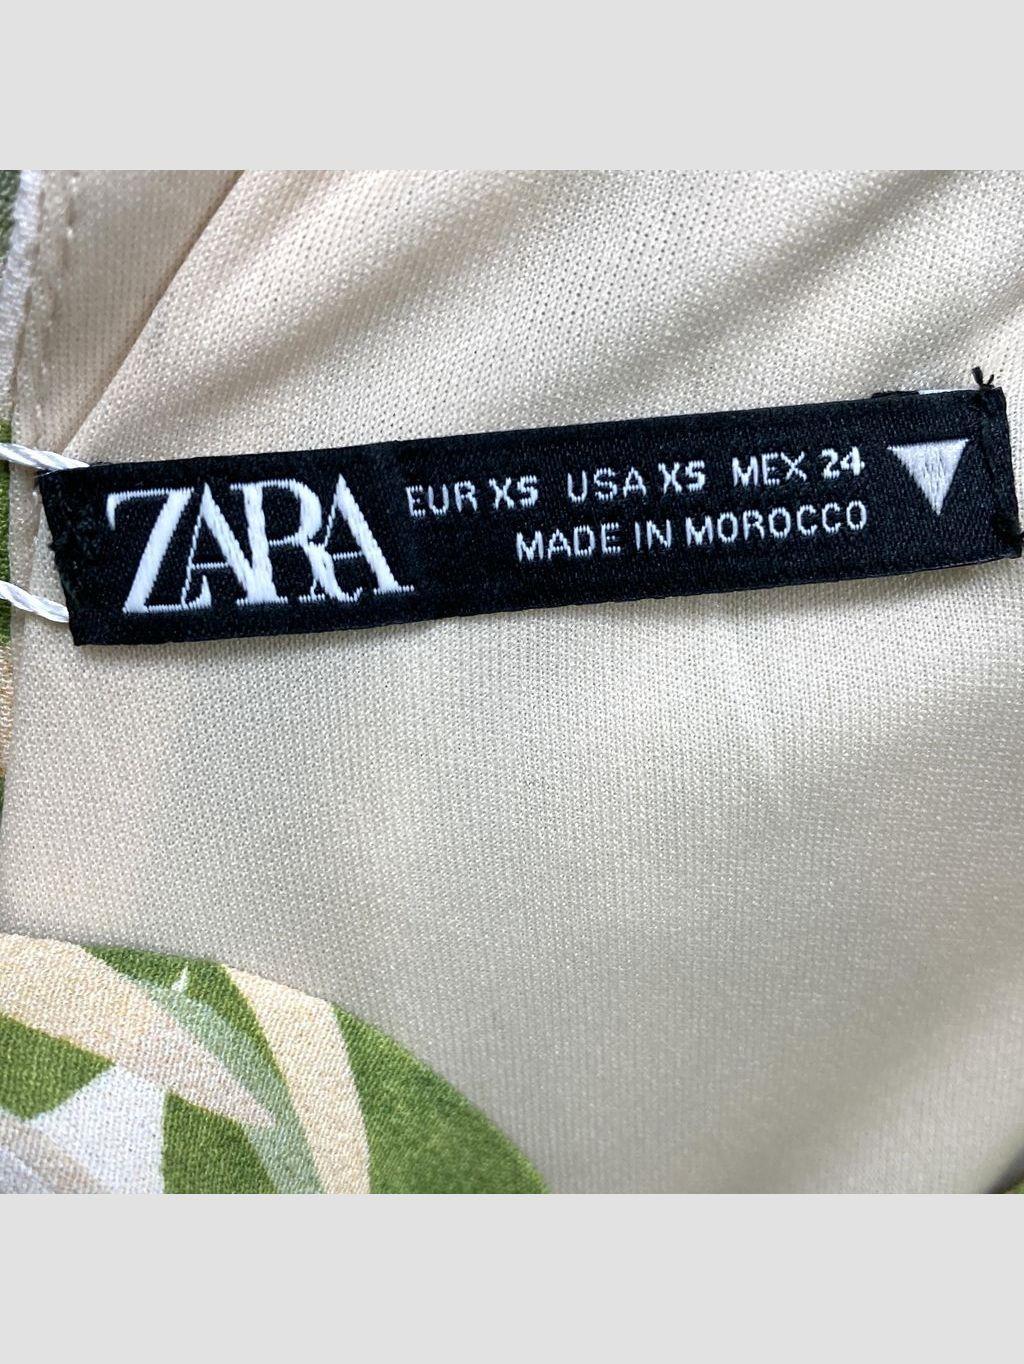 ZARA
EUR XS USA XS MEX 24
MADE IN MOROCCO